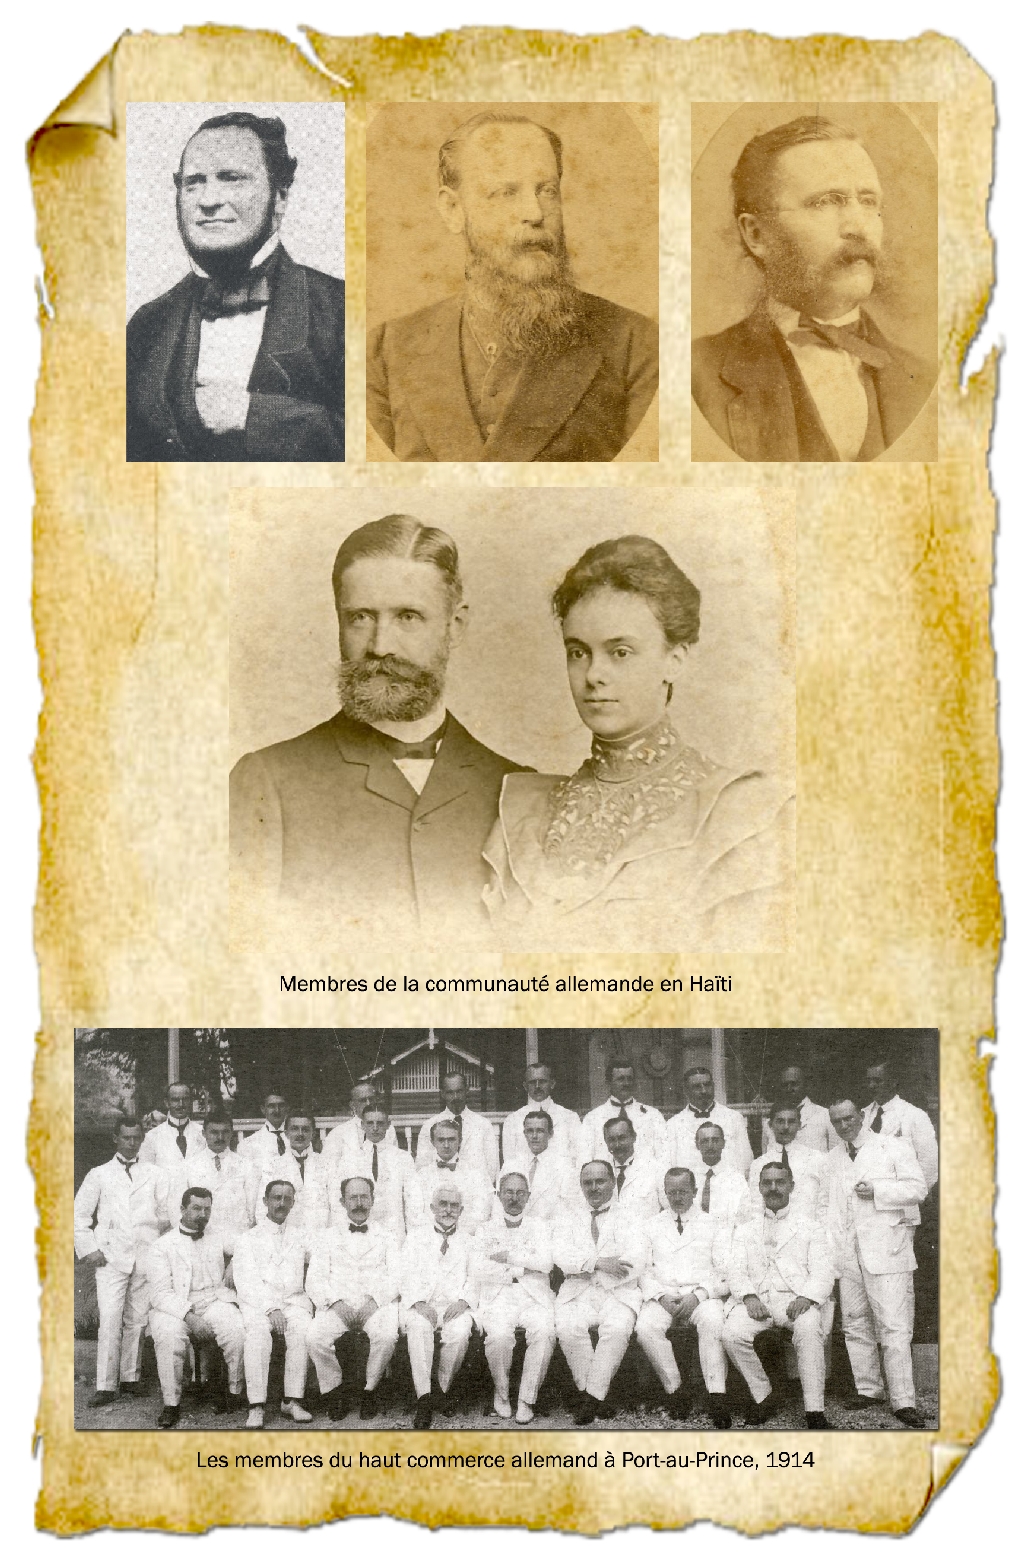 Membres de la communauté allemande en Haïti
Les membres du haut commerce allemand à Port-au-Prince, 1914